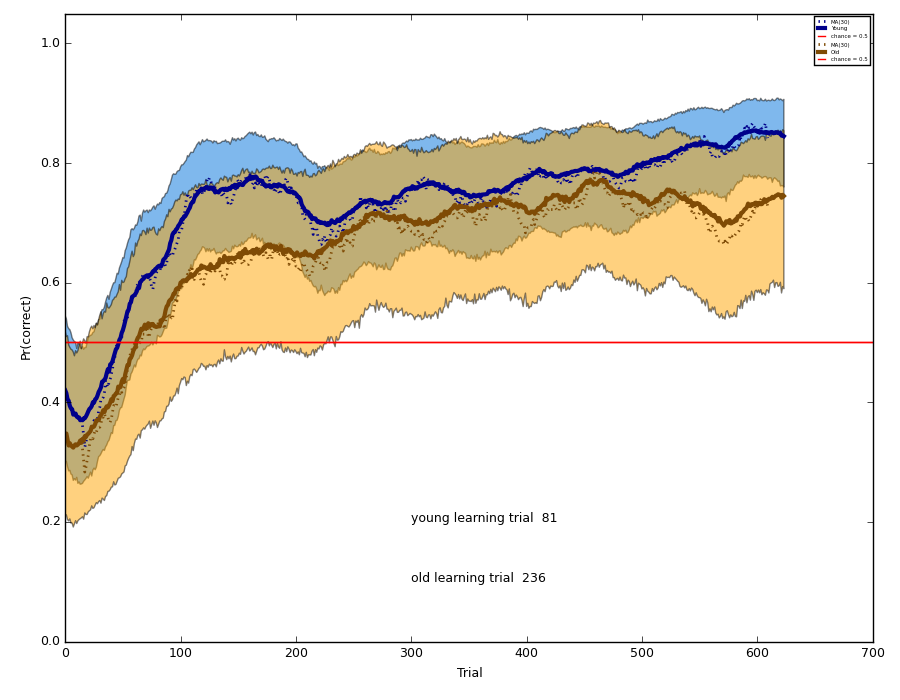 1.0
0.8
0.6
0.4
0.2
0.0
Pr(correct)
MA(30)
Young
chance = 0.5
MA(30)
Old
chance = 0.5
young learning trial 81
old learning trial 236
0 100 200 300 400 500 600 700
Trial